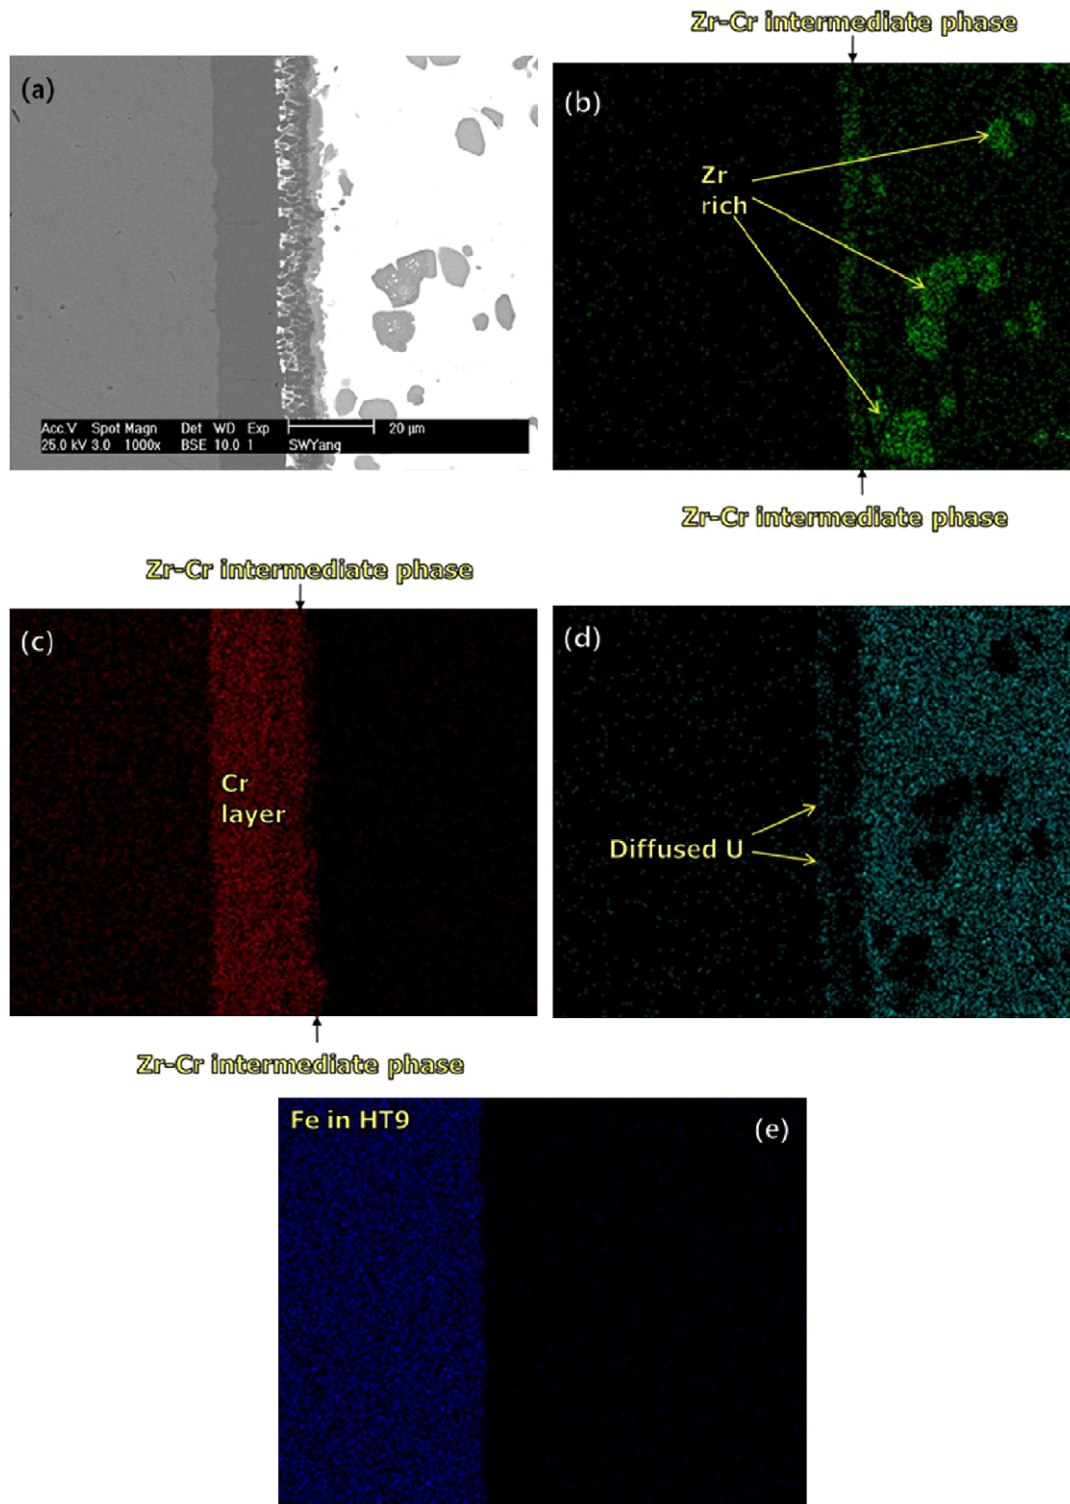 Zr-Cr intermediate phase
(a)
(b)
Zr
rich
Acc.V Spot Magn Det WD Exp
25.0 kV 3.0 1000x BSE 10.0 1
20 µm
SWYang
Zr-Cr intermediate phase
Zr-Cr intermediate phase
(c)
(d)
Cr
layer
Diffused U
Zr-Cr intermediate phase
Fe in HT9
(e)